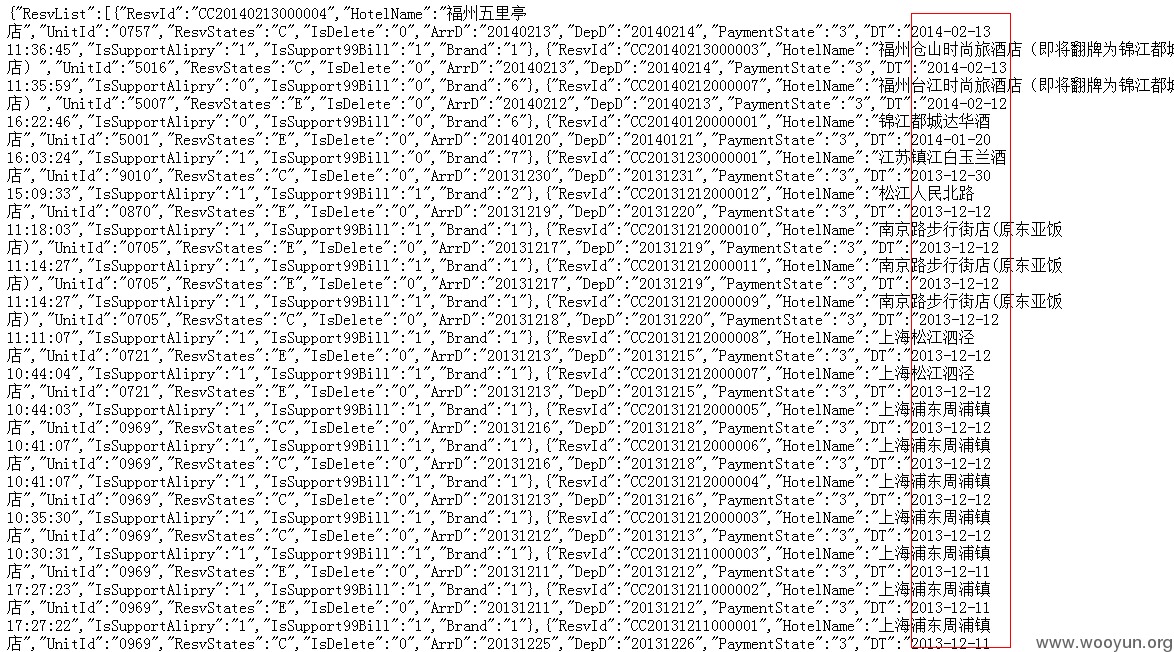 {"ResvList":[{"ResvId":"CC20140213000004","HotelName":"福州五里亭
店","UnitId":"0757","ResvStates":"C","IsDelete":"0","ArrD":"20140213","DepD":"20140214","PaymentState":"3","DT":"2014-02-13
11:36:45","IsSupportAlipry":"1","IsSupport99Bill":"1","Brand":"1"},{"ResvId":"CC20140213000003","HotelName":"福州仓山时尚旅酒店（即将翻牌为锦江都城
店）","UnitId":"5016","ResvStates":"C","IsDelete":"0","ArrD":"20140213","DepD":"20140214","PaymentState":"3","DT":"2014-02-13
11:35:59","IsSupportAlipry":"0","IsSupport99Bill":"0","Brand":"6"},{"ResvId":"CC20140212000007","HotelName":"福州台江时尚旅酒店（即将翻牌为锦江都城
店）","UnitId":"5007","ResvStates":"E","IsDelete":"0","ArrD":"20140212","DepD":"20140213","PaymentState":"3","DT":"2014-02-12
16:22:46","IsSupportAlipry":"0","IsSupport99Bill":"0","Brand":"6"},{"ResvId":"CC20140120000001","HotelName":"锦江都城达华酒
店","UnitId":"5001","ResvStates":"E","IsDelete":"0","ArrD":"20140120","DepD":"20140121","PaymentState":"3","DT":"2014-01-20
16:03:24","IsSupportAlipry":"1","IsSupport99Bill":"0","Brand":"7"},{"ResvId":"CC20131230000001","HotelName":"江苏镇江白玉兰酒
店","UnitId":"9010","ResvStates":"C","IsDelete":"0","ArrD":"20131230","DepD":"20131231","PaymentState":"3","DT":"2013-12-30
15:09:33","IsSupportAlipry":"1","IsSupport99Bill":"1","Brand":"2"},{"ResvId":"CC20131212000012","HotelName":"松江人民北路
店","UnitId":"0870","ResvStates":"E","IsDelete":"0","ArrD":"20131219","DepD":"20131220","PaymentState":"3","DT":"2013-12-12
11:18:03","IsSupportAlipry":"1","IsSupport99Bill":"1","Brand":"1"},{"ResvId":"CC20131212000010","HotelName":"南京路步行街店(原东亚饭
店)","UnitId":"0705","ResvStates":"E","IsDelete":"0","ArrD":"20131217","DepD":"20131219","PaymentState":"3","DT":"2013-12-12
11:14:27","IsSupportAlipry":"1","IsSupport99Bill":"1","Brand":"1"},{"ResvId":"CC20131212000011","HotelName":"南京路步行街店(原东亚饭
店)","UnitId":"0705","ResvStates":"E","IsDelete":"0","ArrD":"20131217","DepD":"20131219","PaymentState":"3","DT":"2013-12-12
11:14:27","IsSupportAlipry":"1","IsSupport99Bill":"1","Brand":"1"},{"ResvId":"CC20131212000009","HotelName":"南京路步行街店(原东亚饭
店)","UnitId":"0705","ResvStates":"C","IsDelete":"0","ArrD":"20131218","DepD":"20131220","PaymentState":"3","DT":"2013-12-12
11:11:07","IsSupportAlipry":"1","IsSupport99Bill":"1","Brand":"1"},{"ResvId":"CC20131212000008","HotelName":"上海松江泗泾
店","UnitId":"0721","ResvStates":"E","IsDelete":"0","ArrD":"20131213","DepD":"20131215","PaymentState":"3","DT":"2013-12-12
10:44:04","IsSupportAlipry":"1","IsSupport99Bill":"1","Brand":"1"},{"ResvId":"CC20131212000007","HotelName":"上海松江泗泾
店","UnitId":"0721","ResvStates":"E","IsDelete":"0","ArrD":"20131213","DepD":"20131215","PaymentState":"3","DT":"2013-12-12
10:44:03","IsSupportAlipry":"1","IsSupport99Bill":"1","Brand":"1"},{"ResvId":"CC20131212000005","HotelName":"上海浦东周浦镇
店","UnitId":"0969","ResvStates":"C","IsDelete":"0","ArrD":"20131216","DepD":"20131218","PaymentState":"3","DT":"2013-12-12
10:41:07","IsSupportAlipry":"1","IsSupport99Bill":"1","Brand":"1"},{"ResvId":"CC20131212000006","HotelName":"上海浦东周浦镇
店","UnitId":"0969","ResvStates":"C","IsDelete":"0","ArrD":"20131216","DepD":"20131218","PaymentState":"3","DT":"2013-12-12
10:41:07","IsSupportAlipry":"1","IsSupport99Bill":"1","Brand":"1"},{"ResvId":"CC20131212000004","HotelName":"上海浦东周浦镇
店","UnitId":"0969","ResvStates":"C","IsDelete":"0","ArrD":"20131213","DepD":"20131216","PaymentState":"3","DT":"2013-12-12
10:35:30","IsSupportAlipry":"1","IsSupport99Bill":"1","Brand":"1"},{"ResvId":"CC20131212000003","HotelName":"上海浦东周浦镇
店","UnitId":"0969","ResvStates":"C","IsDelete":"0","ArrD":"20131212","DepD":"20131213","PaymentState":"3","DT":"2013-12-12
10:30:31","IsSupportAlipry":"1","IsSupport99Bill":"1","Brand":"1"},{"ResvId":"CC20131211000003","HotelName":"上海浦东周浦镇
店","UnitId":"0969","ResvStates":"E","IsDelete":"0","ArrD":"20131211","DepD":"20131212","PaymentState":"3","DT":"2013-12-11
17:27:23","IsSupportAlipry":"1","IsSupport99Bill":"1","Brand":"1"},{"ResvId":"CC20131211000002","HotelName":"上海浦东周浦镇
店","UnitId":"0969","ResvStates":"E","IsDelete":"0","ArrD":"20131211","DepD":"20131212","PaymentState":"3","DT":"2013-12-11
17:27:22","IsSupportAlipry":"1","IsSupport99Bill":"1","Brand":"1"},{"ResvId":"CC20131211000001","HotelName":"上海浦东周浦镇
店","UnitId":"0969","ResvStates":"C","IsDelete":"0","ArrD":"20131225","DepD":"20131226","PaymentState":"3","DT":"2013-12-11
www.wooyun.org